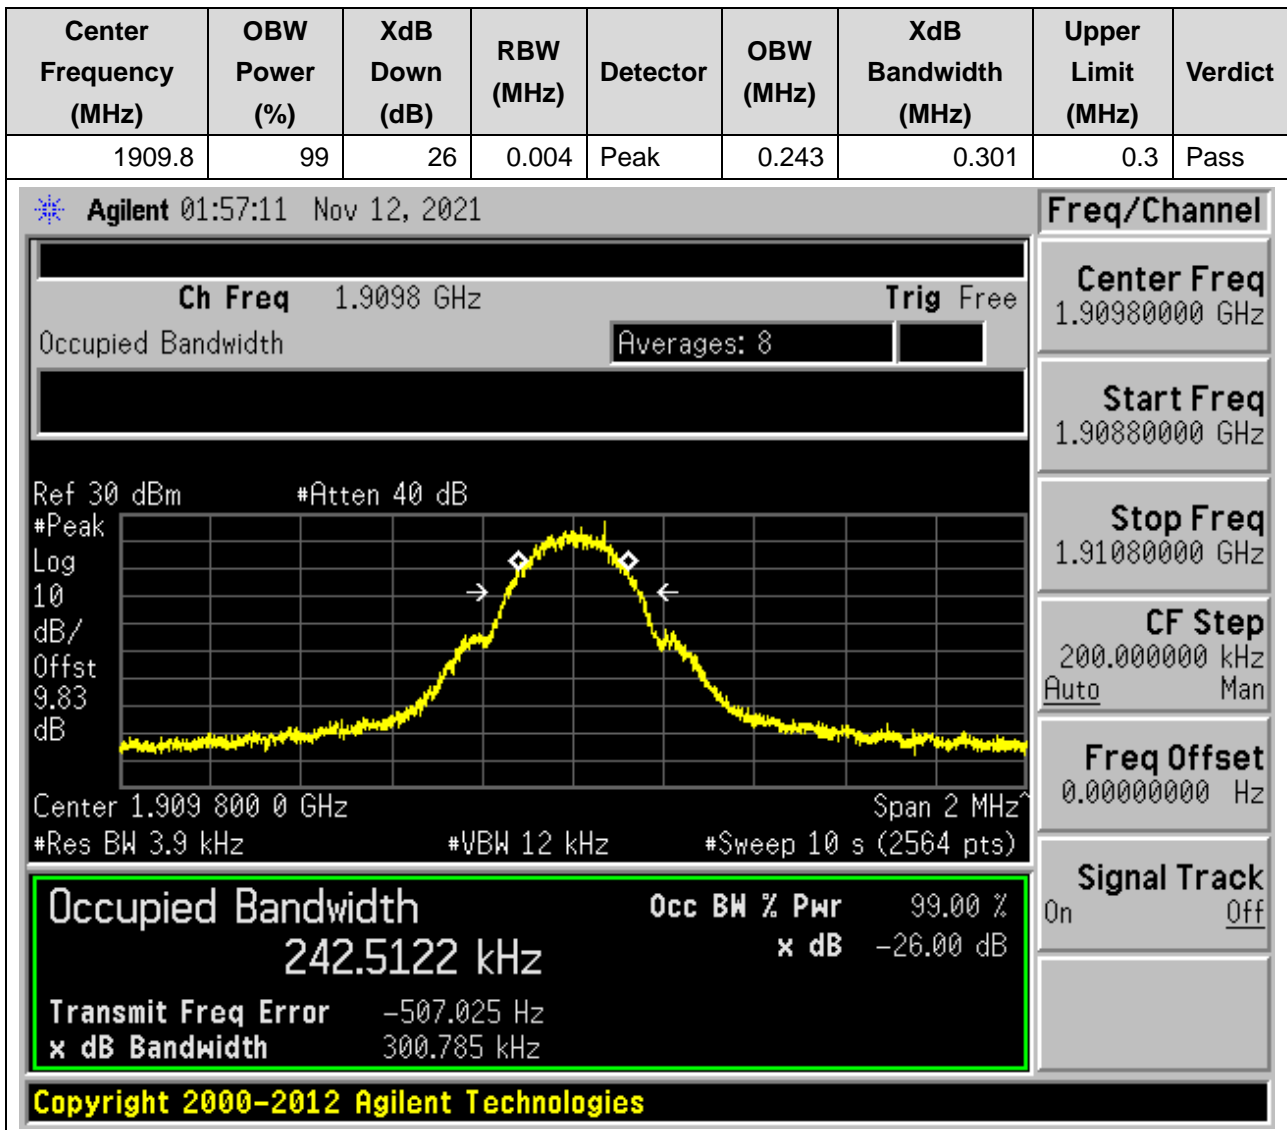 Center Frequency (MHz) OBW Power (%) XdB Down (dB) RBW (MHz) Detector OBW (MHz) XdB Bandwidth (MHz) Upper Limit (MHz) Verdict
1909.8 99 26 0.004 Peak 0.243 0.301 0.3 Pass
Agilent 01:57:11 Nov 12, 2021
Ch Freq 1.9098 GHz Trig Free
Occupied Bandwidth Averages: 8
Ref 30 dBm #Atten 40 dB
#Peak
Log
10
dB/
Offst
9.83
dB
Center 1.909 800 0 GHz Span 2 MHz^
#Res BW 3.9 kHz #VBW 12 kHz #Sweep 10 s (2564 pts)
Occupied Bandwidth Occ BW % Pwr 99.00 %
242.5122 kHz x dB -26.00 dB
Transmit Freq Error -507.025 Hz
x dB Bandwidth 300.785 kHz
Copyright 2000-2012 Agilent Technologies
Freq/Channel
Center Freq
1.90980000 GHz
Start Freq
1.90880000 GHz
Stop Freq
1.91080000 GHz
CF Step
200.000000 kHz
Auto Man
Freq Offset
0.00000000 Hz
Signal Track
On Off